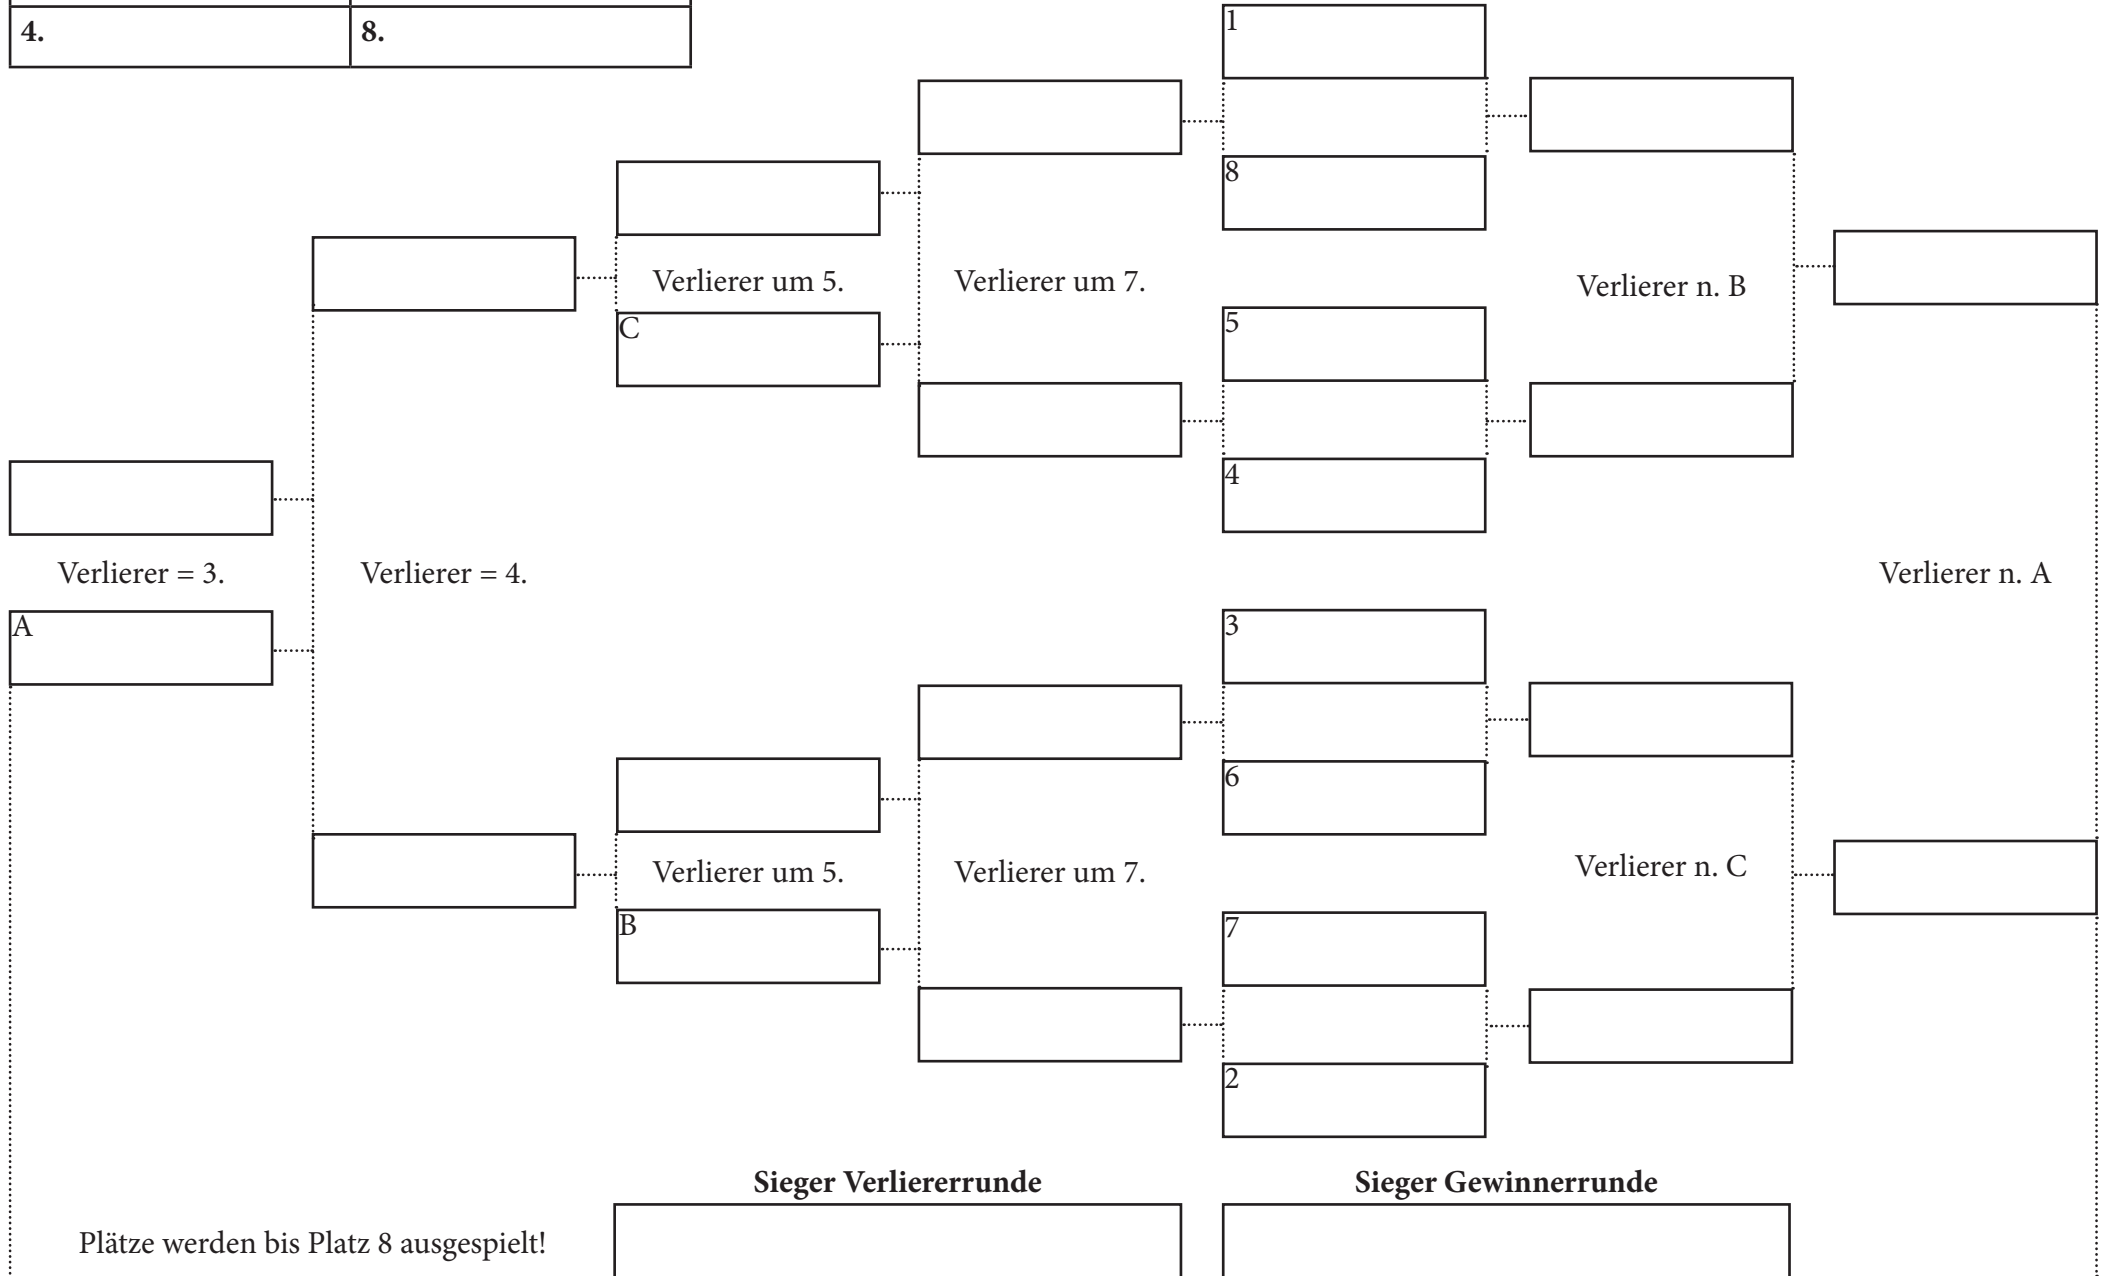 4. 8.
1
8
Verlierer um 5. Verlierer um 7. Verlierer n. B
C 5
4
Verlierer = 3. Verlierer = 4. Verlierer n. A
A 3
6
Verlierer um 5. Verlierer um 7. Verlierer n. C
B 7
2
Sieger Verliererrunde Sieger Gewinnerrunde
Plätze werden bis Platz 8 ausgespielt!